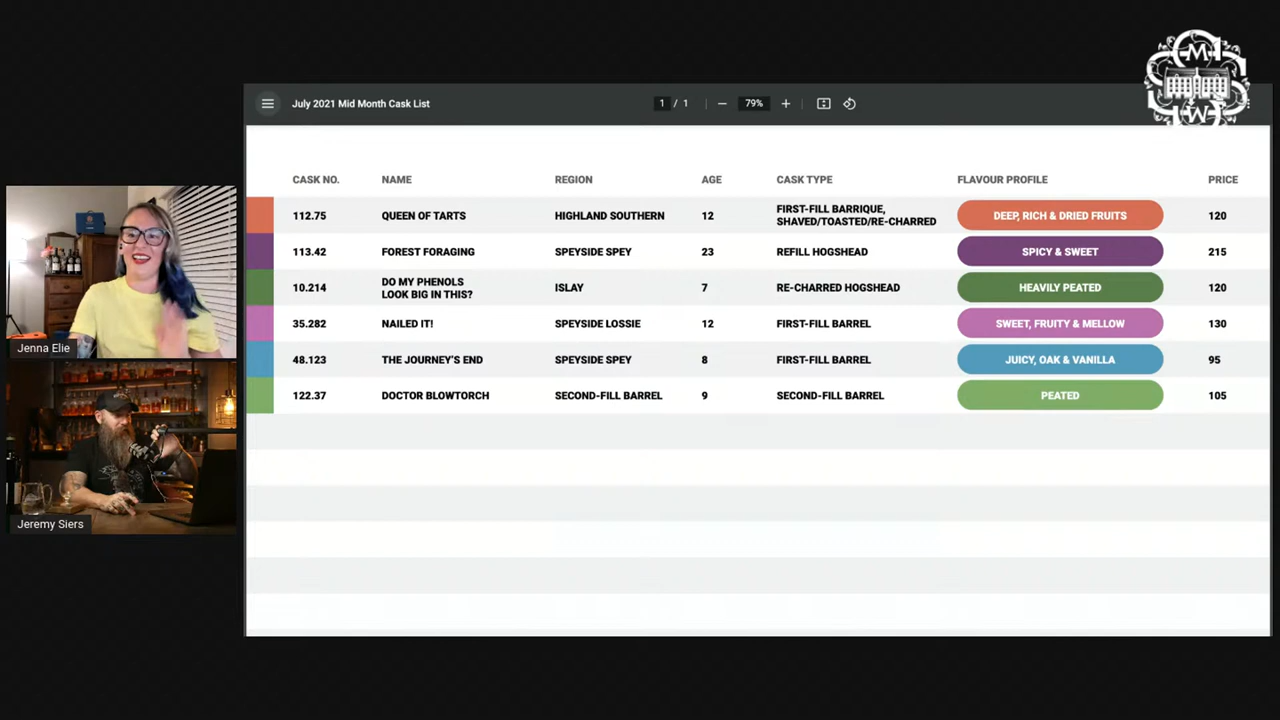 July 2021 Mid Month Cask List
1 / 1
79%
CASK NO. NAME REGION AGE CASK TYPE FLAVOUR PROFILE PRICE
112.75 QUEEN OF TARTS HIGHLAND SOUTHERN 12 FIRST-FILL BARRIQUE, SHAVED/TOASTED/RE-CHARRED DEEP, RICH & DRIED FRUITS 120
113.42 FOREST FORAGING SPEYSIDE SPEY 23 REFILL HOGSHEAD SPICY & SWEET 215
10.214 DO MY PHENOLS LOOK BIG IN THIS? ISLAY 7 RE-CHARRED HOGSHEAD HEAVILY PEATED 120
35.282 NAILED IT! SPEYSIDE LOSSIE 12 FIRST-FILL BARREL SWEET, FRUITY & MELLOW 130
48.123 THE JOURNEY'S END SPEYSIDE SPEY 8 FIRST-FILL BARREL JUICY, OAK & VANILLA 95
122.37 DOCTOR BLOWTORCH SECOND-FILL BARREL 9 SECOND-FILL BARREL PEATED 105
Jenna Elie
Jeremy Siers
S M S W